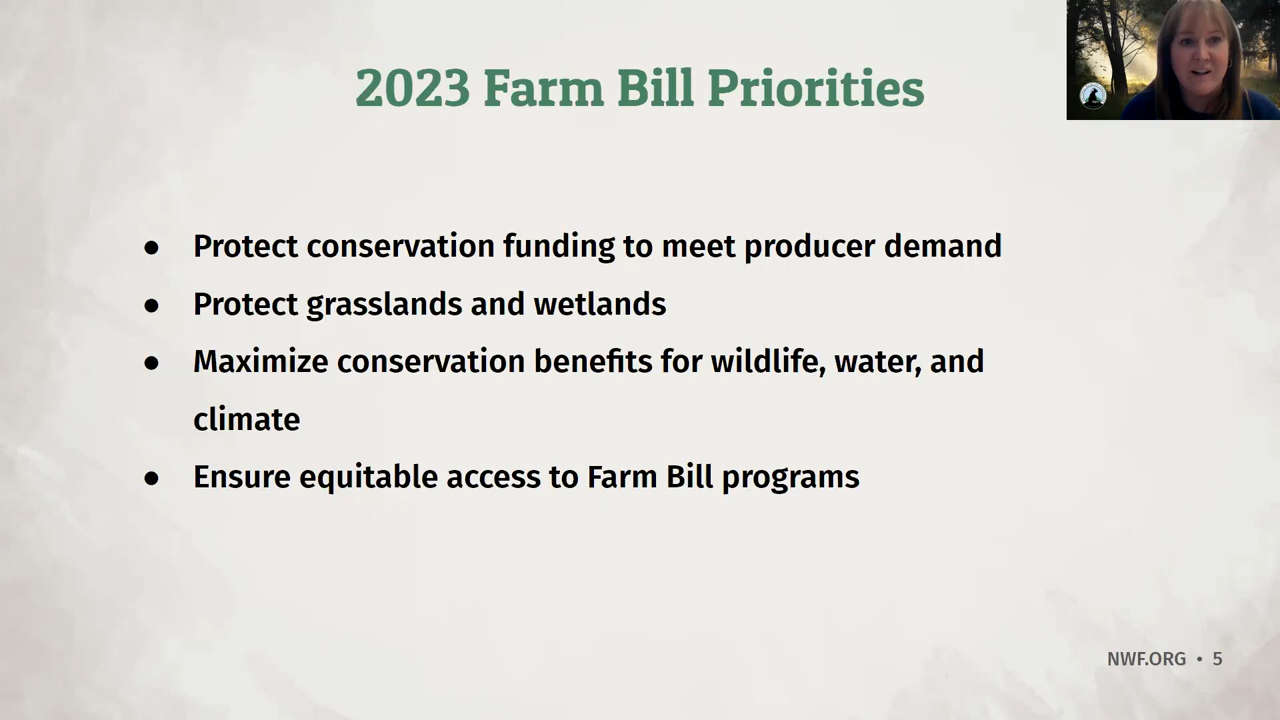 2023 Farm Bill Priorities
● Protect conservation funding to meet producer demand
● Protect grasslands and wetlands
● Maximize conservation benefits for wildlife, water, and
climate
● Ensure equitable access to Farm Bill programs
NWF.ORG • 5